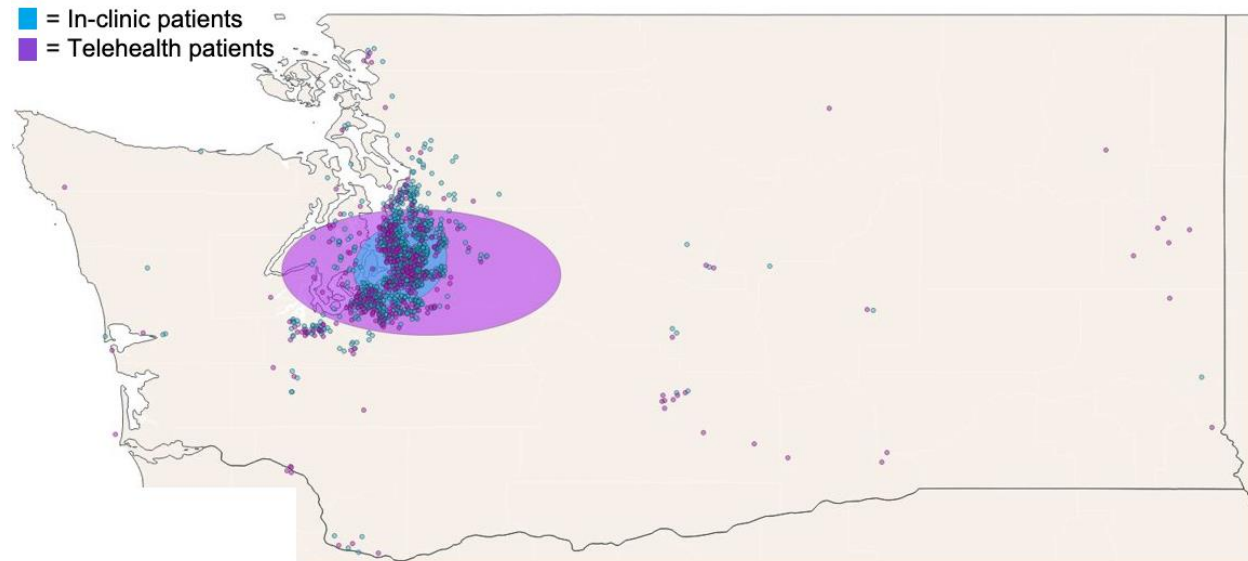 = In-clinic patients
= Telehealth patients